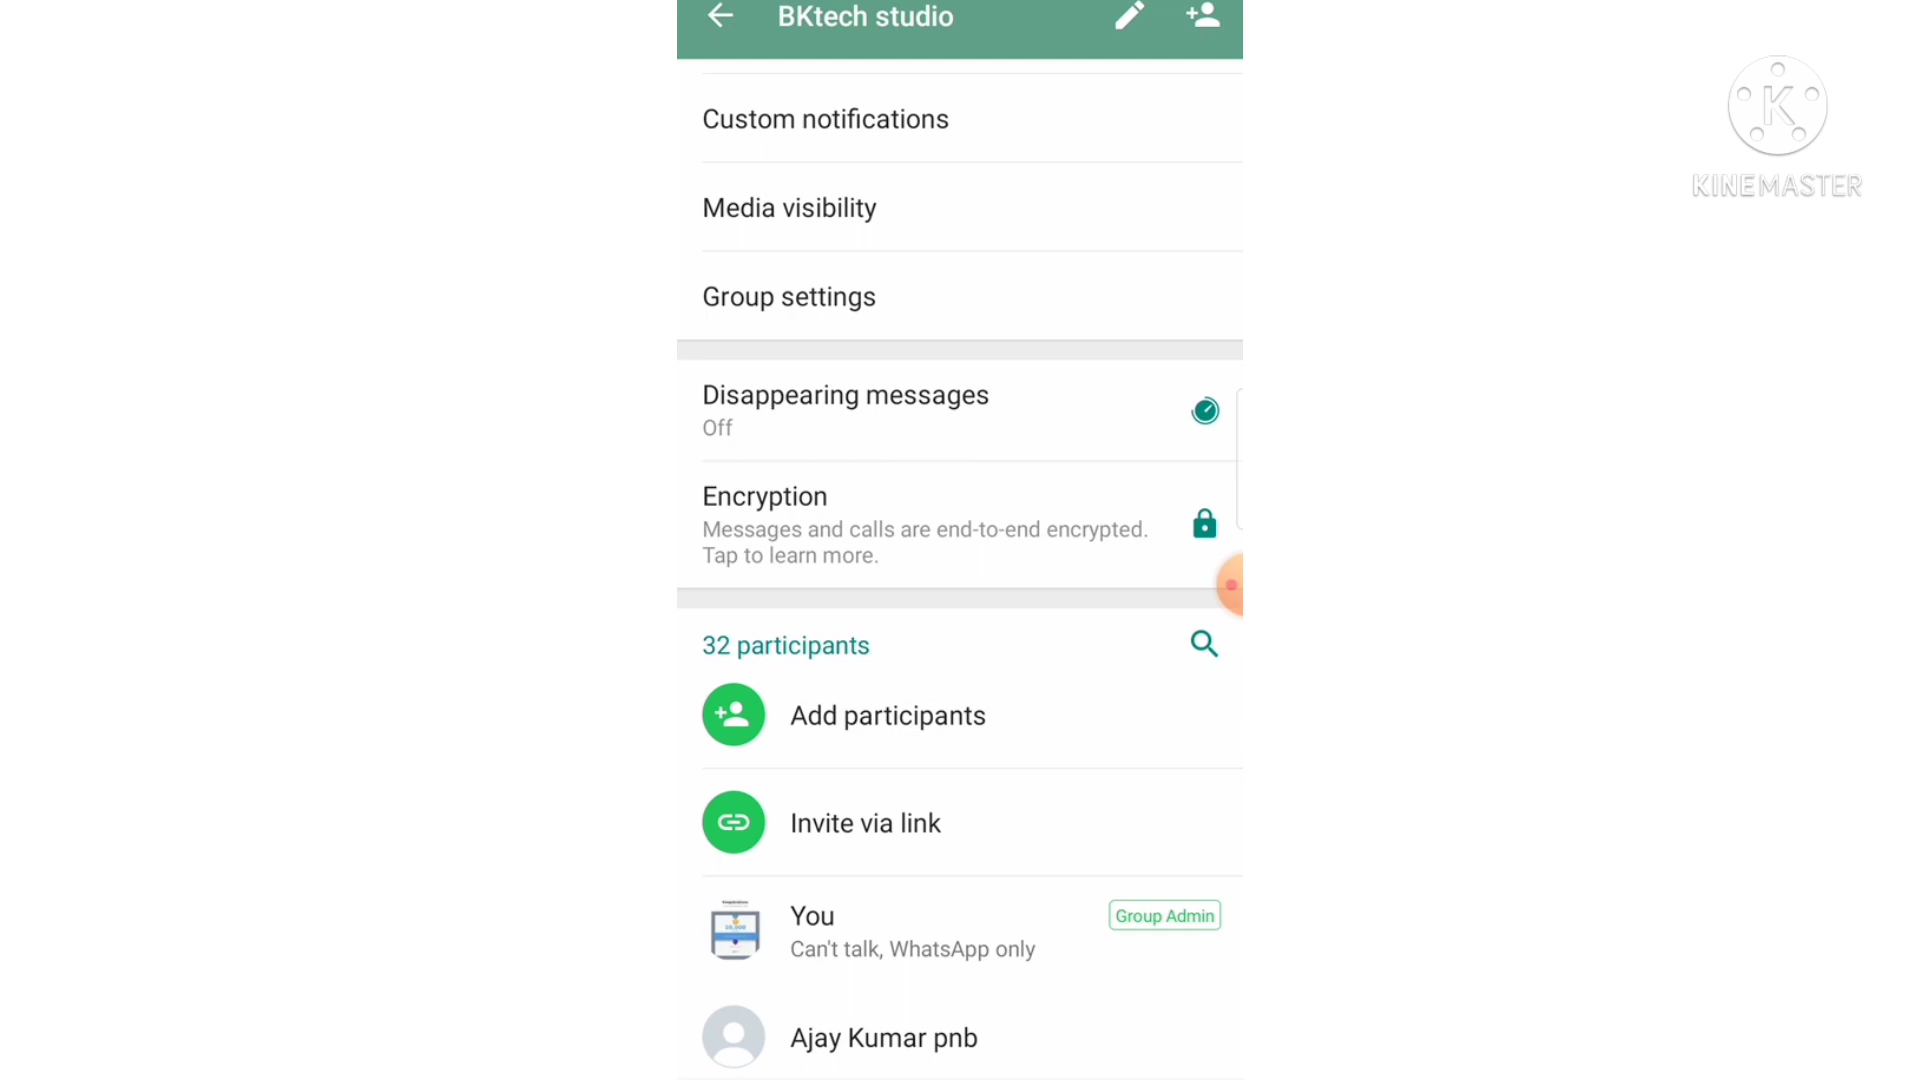 BKtech studio
K
KINEMASTER
Custom notifications
Media visibility
Group settings
Disappearing messages
Off
Encryption
Messages and calls are end-to-end encrypted.
Tap to learn more.
32 participants
Add participants
Invite via link
You
Group Admin
Can't talk, WhatsApp only
Ajay Kumar pnb